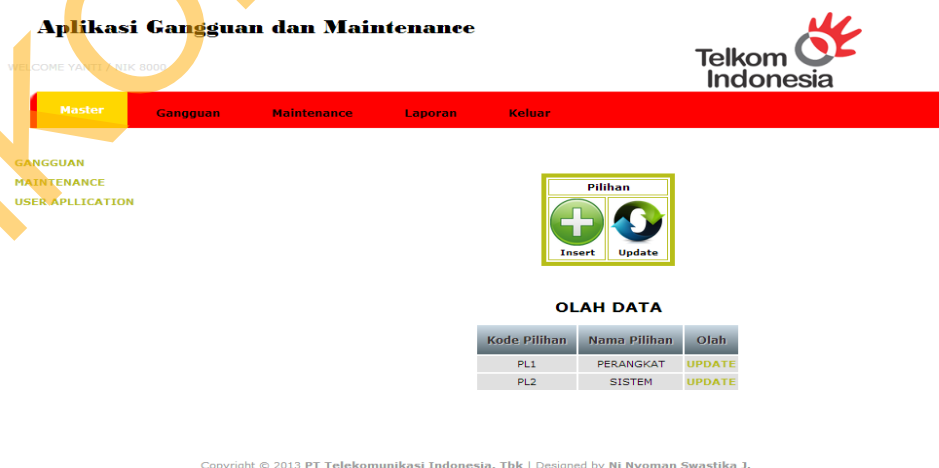 Aplikasi Gangguan dan Maintenance
WELCOME YANTI / NIK 8000
Telkom
Indonesia
Master Gangguan Maintenance Laporan Keluar
GANGGUAN
MAINTENANCE
USER APLLICATION
Pilihan
Insert Update
OLAH DATA
Kode Pilihan Nama Pilihan Olah
PL1 PERANGKAT UPDATE
PL2 SISTEM UPDATE
Copyright © 2013 PT Telekomunikasi Indonesia, Tbk | Designed by Ni Nyoman Swastika J.